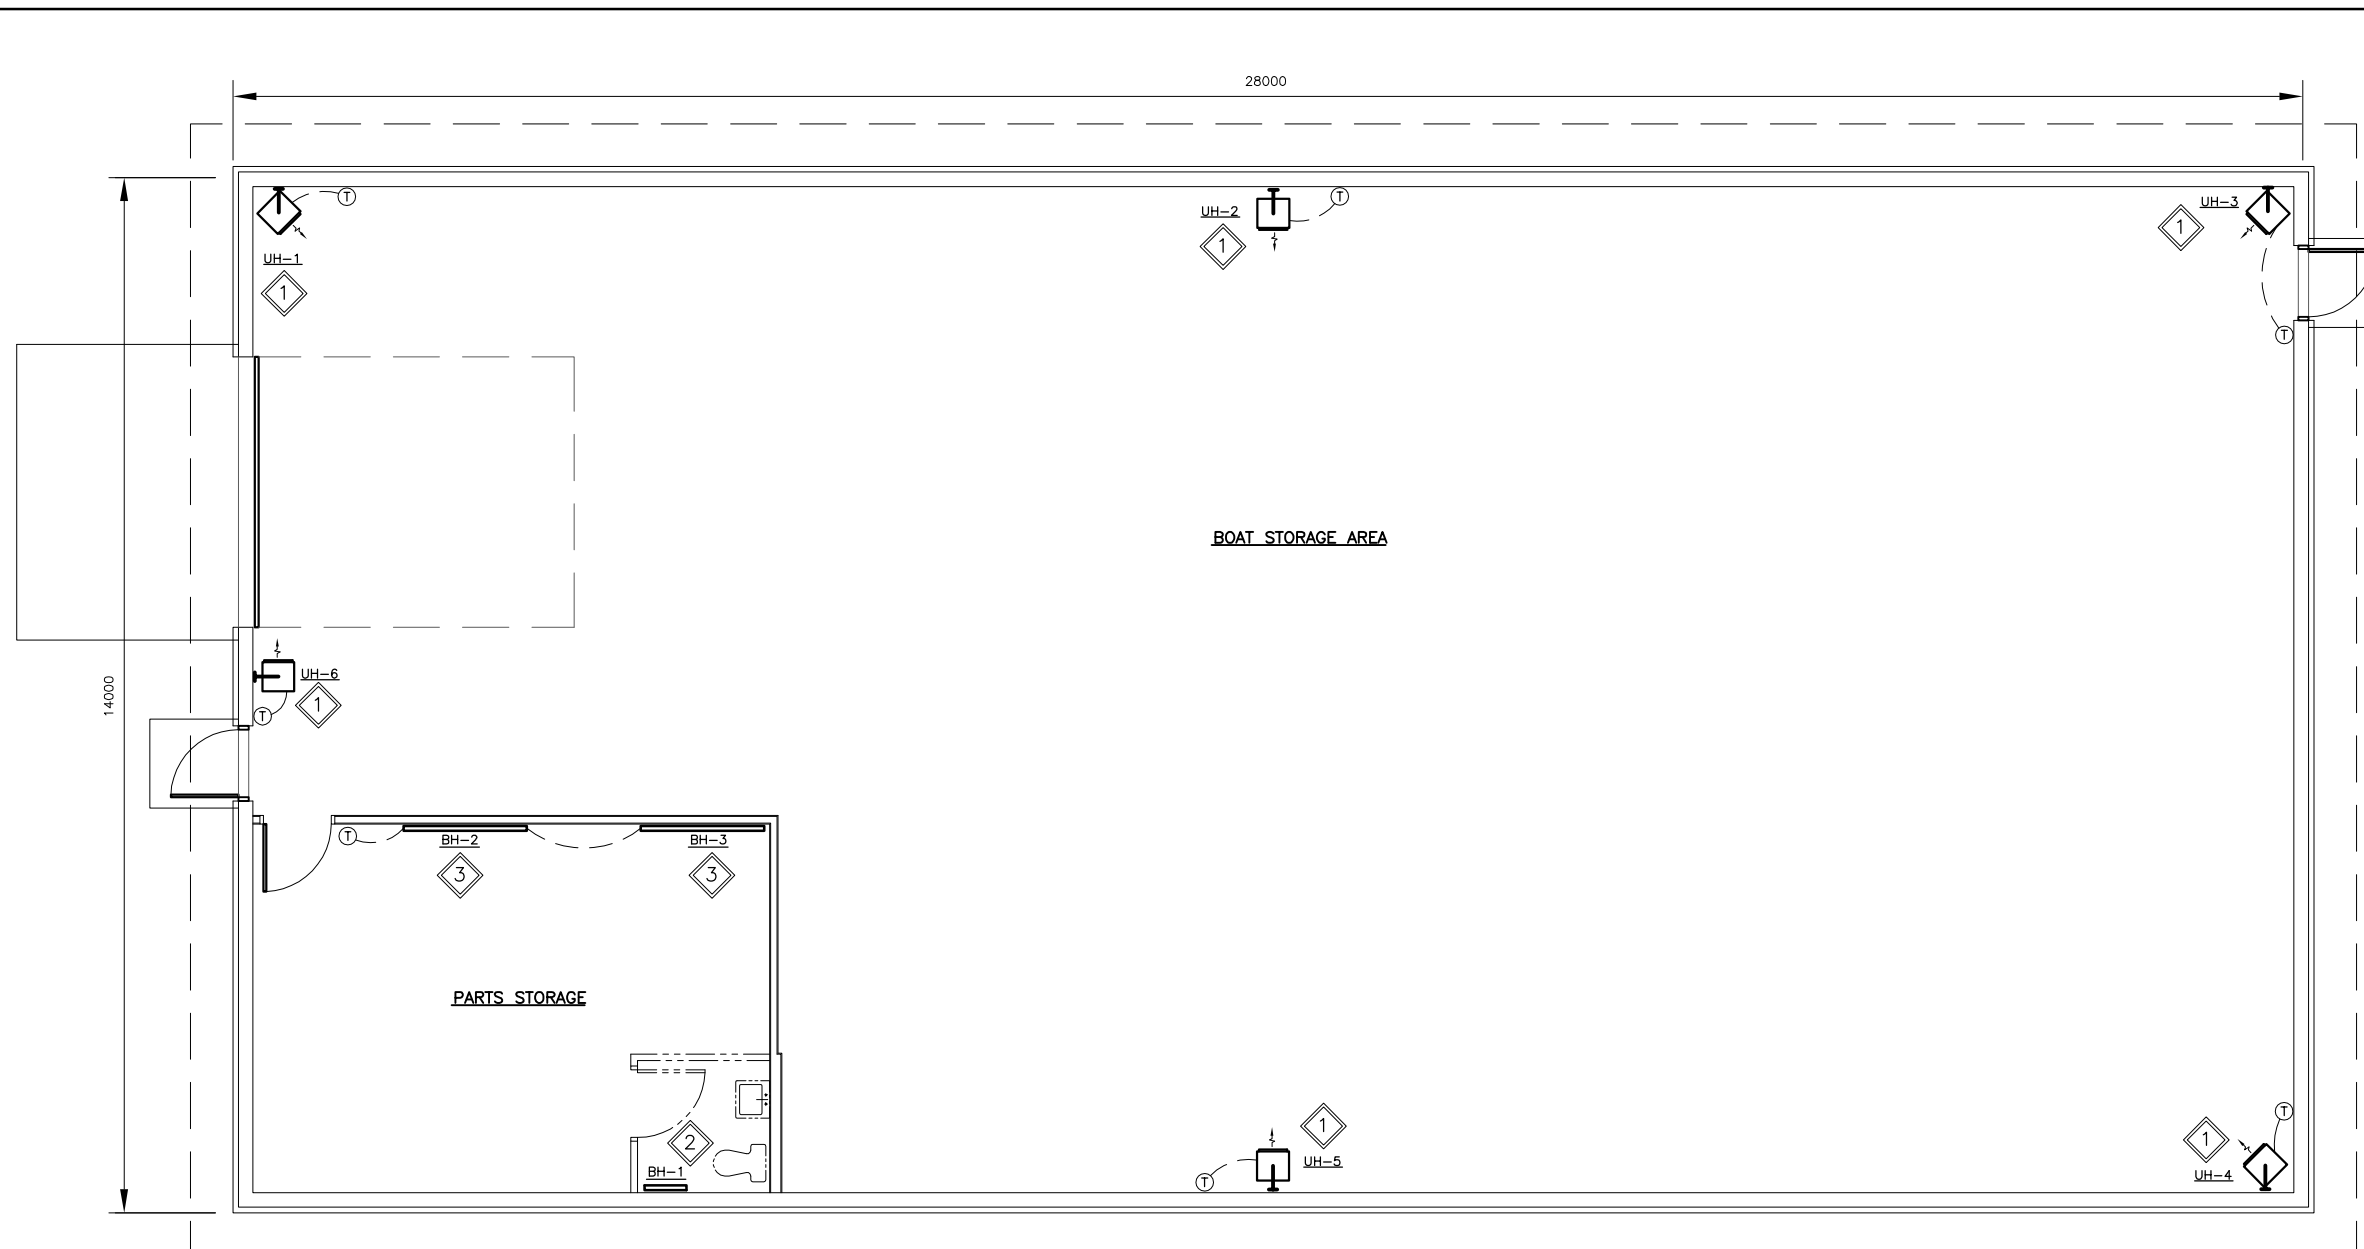 28000
T
T
UH-2
UH-3
1
1
UH-1
1
T
BOAT STORAGE AREA
14000
UH-6
1
T
T
BH-2
BH-3
3
3
PARTS STORAGE
T
1
2
1
BH-1
UH-5
T
UH-4